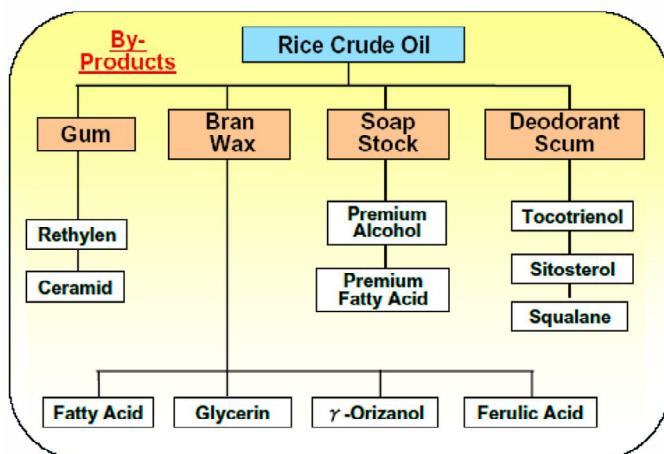 By-
Products
Rice Crude Oil
Gum
Bran
Wax
Soap
Stock
Deodorant
Scum
Rethylen
Ceramid
Premium
Alcohol
Premium
Fatty Acid
Tocotrienol
Sitosterol
Squalane
Fatty Acid
Glycerin
γ-Orizanol
Ferulic Acid